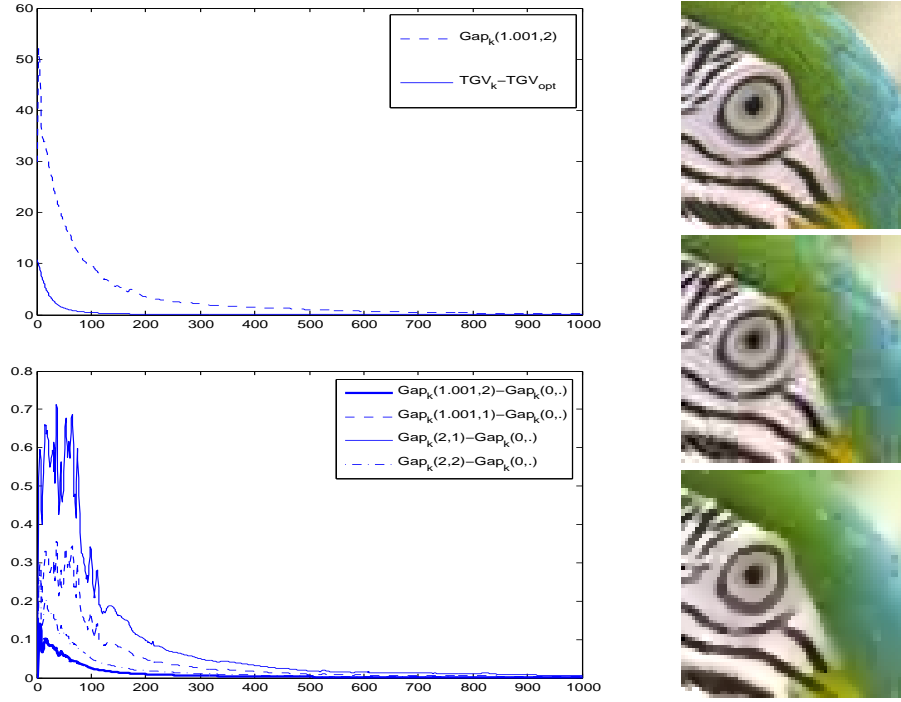 60
50
40
30
20
10
0
0 100 200 300 400 500 600 700 800 900 1000
Gap_k(1.001,2)
TGV_k−TGV_opt
0.8
0.7
0.6
0.5
0.4
0.3
0.2
0.1
0
0 100 200 300 400 500 600 700 800 900 1000
Gap_k(1.001,2)−Gap_k(0,.)
Gap_k(1.001,1)−Gap_k(0,.)
Gap_k(2,1)−Gap_k(0,.)
Gap_k(2,2)−Gap_k(0,.)